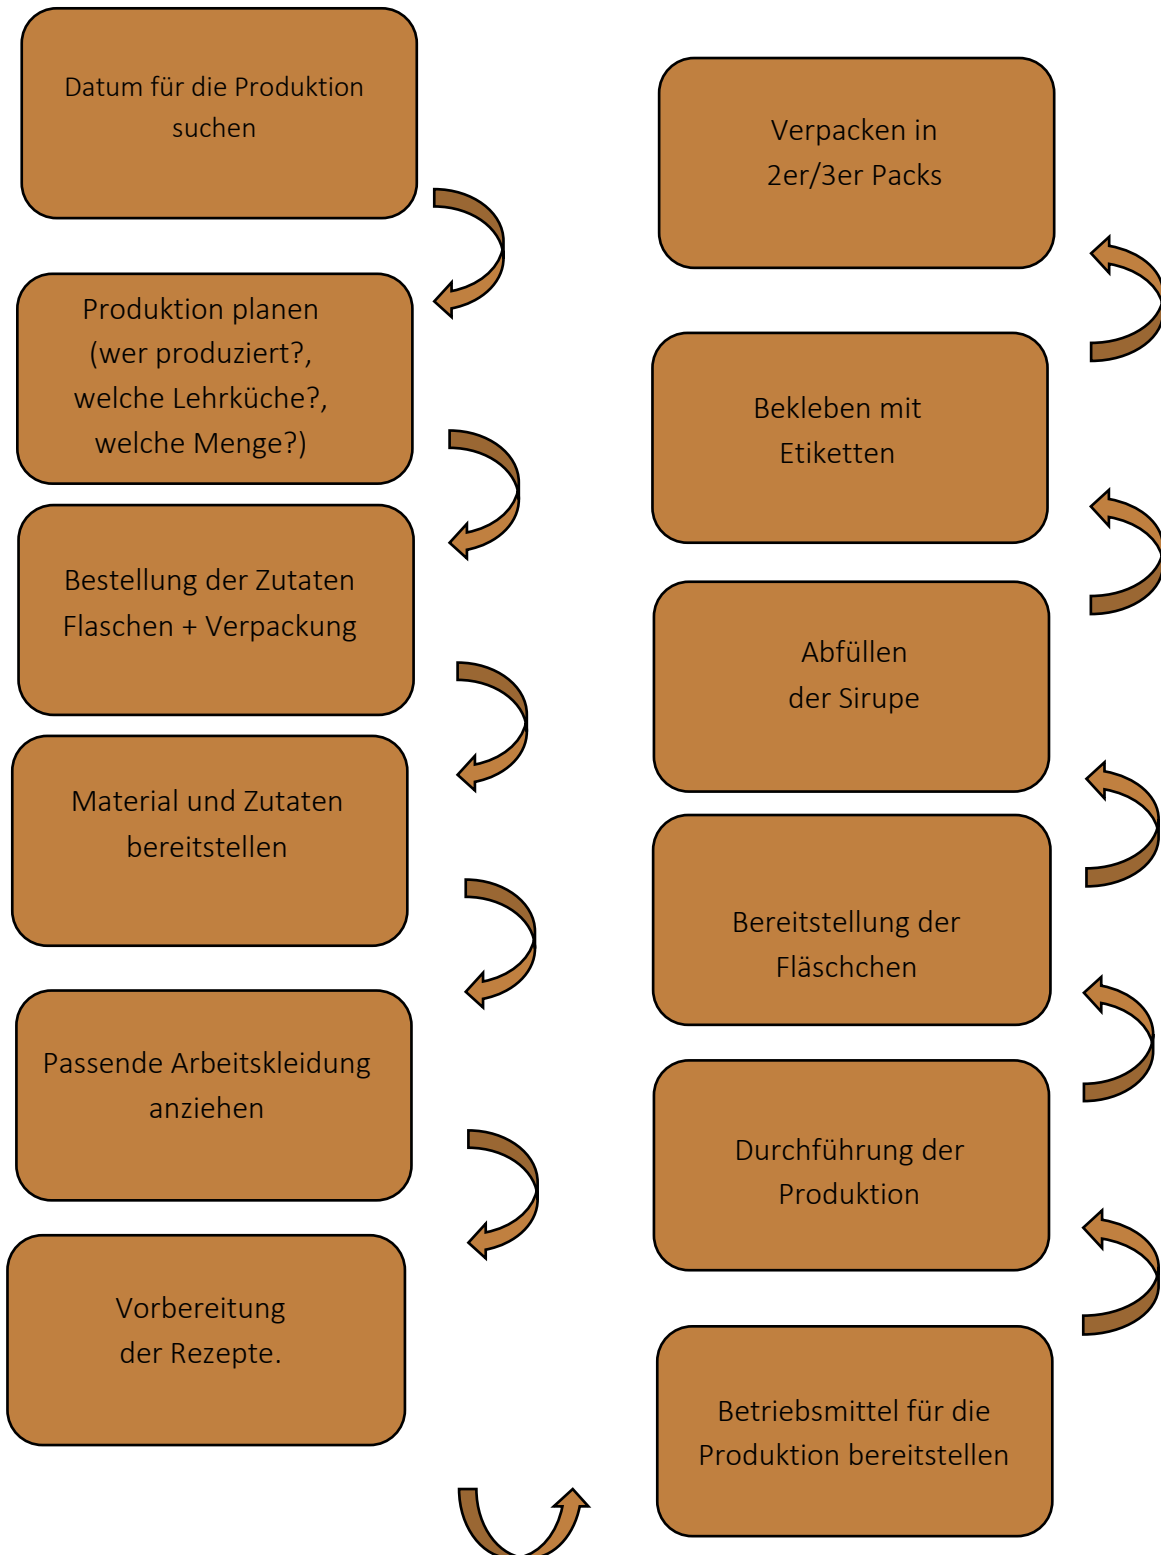 Datum für die Produktion
suchen
Produktion planen
(wer produziert?,
welche Lehrküche?,
welche Menge?)
Bestellung der Zutaten
Flaschen + Verpackung
Material und Zutaten
bereitstellen
Passende Arbeitskleidung
anziehen
Vorbereitung
der Rezepte.
Betriebsmittel für die
Produktion bereitstellen
Durchführung der
Produktion
Bereitstellung der
Fläschchen
Abfüllen
der Sirupe
Bekleben mit
Etiketten
Verpacken in
2er/3er Packs